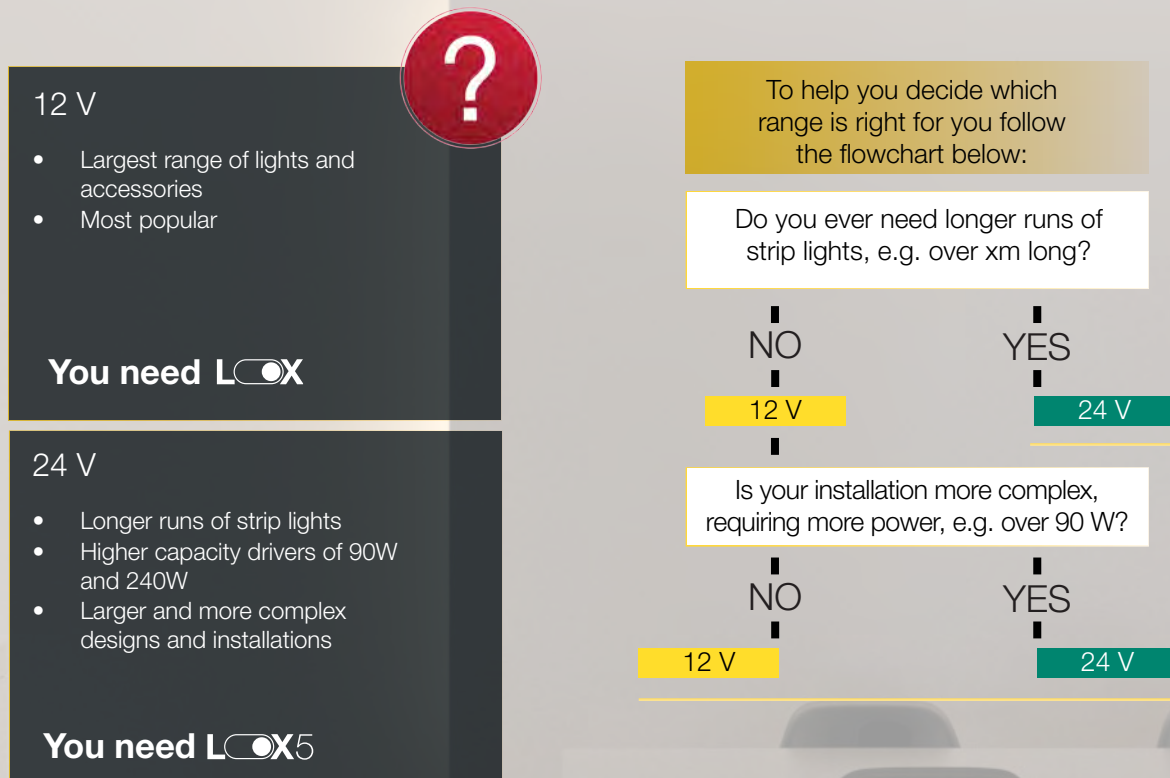 ?
12 V
• Largest range of lights and
accessories
• Most popular
You need LOOX
24 V
• Longer runs of strip lights
• Higher capacity drivers of 90W
and 240W
• Larger and more complex
designs and installations
You need LOOX5
To help you decide which
range is right for you follow
the flowchart below:
Do you ever need longer runs of
strip lights, e.g. over xm long?
NO YES
12 V 24 V
Is your installation more complex,
requiring more power, e.g. over 90 W?
NO YES
12 V 24 V